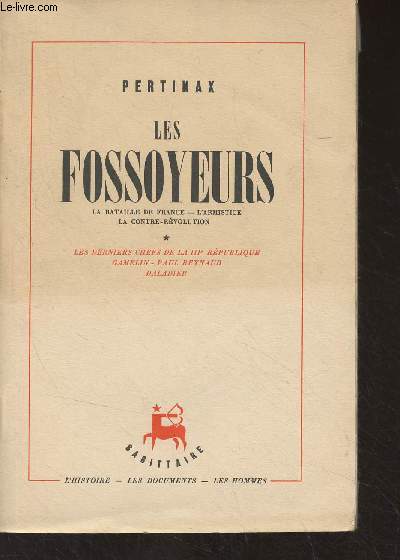 Le-livre.com
PERTINAX
LES
FOSSOYEURS
LA BATAILLE DE FRANCE — L'ARMISTICE
LA CONTRE-RÉVOLUTION
*
LES DERNIERS CHEFS DE LA IIIe RÉPUBLIQUE
GAMELIN - PAUL REYNAUD
DALADIER
SAGITTAIRE
L'HISTOIRE — LES DOCUMENTS — LES HOMMES